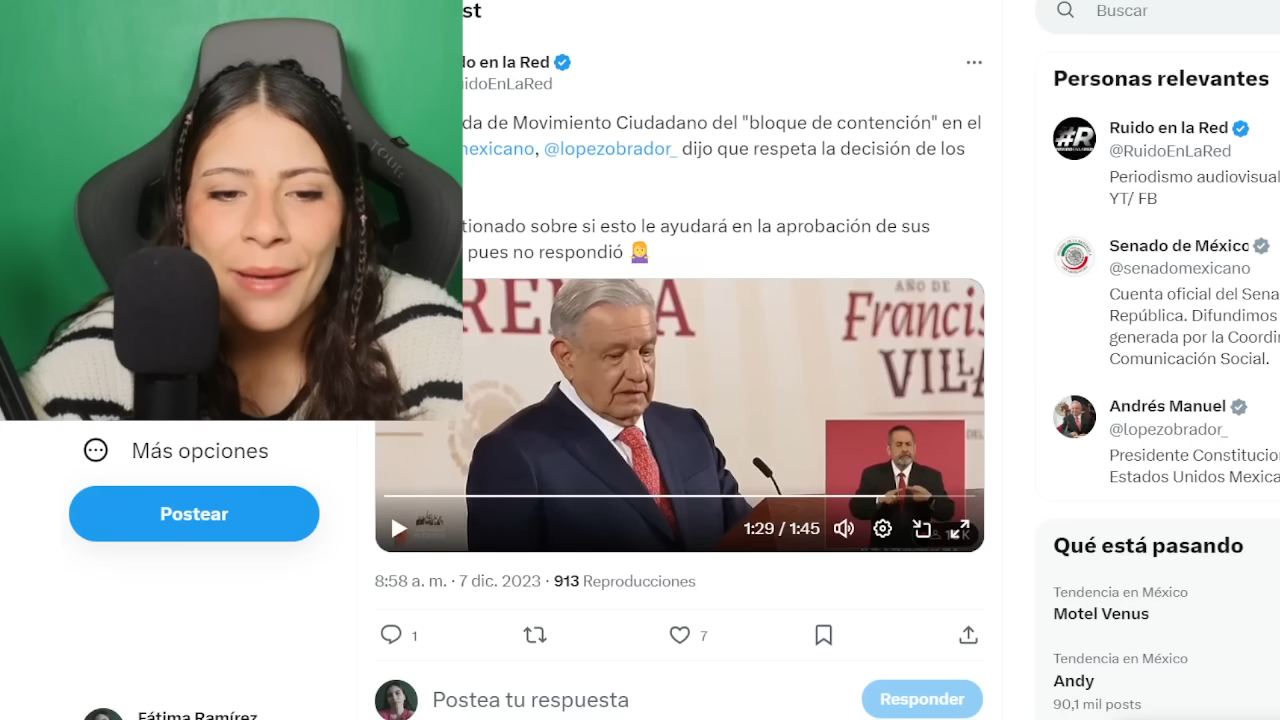 st
lo en la Red
idoEnLaRed
da de Movimiento Ciudadano del "bloque de contención" en el
mexicano, @lopezobrador_ dijo que respeta la decisión de los
tionado sobre si esto le ayudará en la aprobación de sus
pues no respondió
AÑO DE
Francis
VILLA
1:29 / 1:45
8:58 a. m. · 7 dic. 2023 · 913 Reproducciones
1
7
Postea tu respuesta
Responder
Más opciones
Postear
Fátima Ramírez
Buscar
Personas relevantes
#R
Ruido en la Red
@RuidoEnLaRed
Periodismo audiovisual
YT/ FB
Senado de México
@senadomexicano
Cuenta oficial del Sena
República. Difundimos
generada por la Coordi
Comunicación Social.
Andrés Manuel
@lopezobrador_
Presidente Constitucio
Estados Unidos Mexica
Qué está pasando
Tendencia en México
Motel Venus
Tendencia en México
Andy
90,1 mil posts